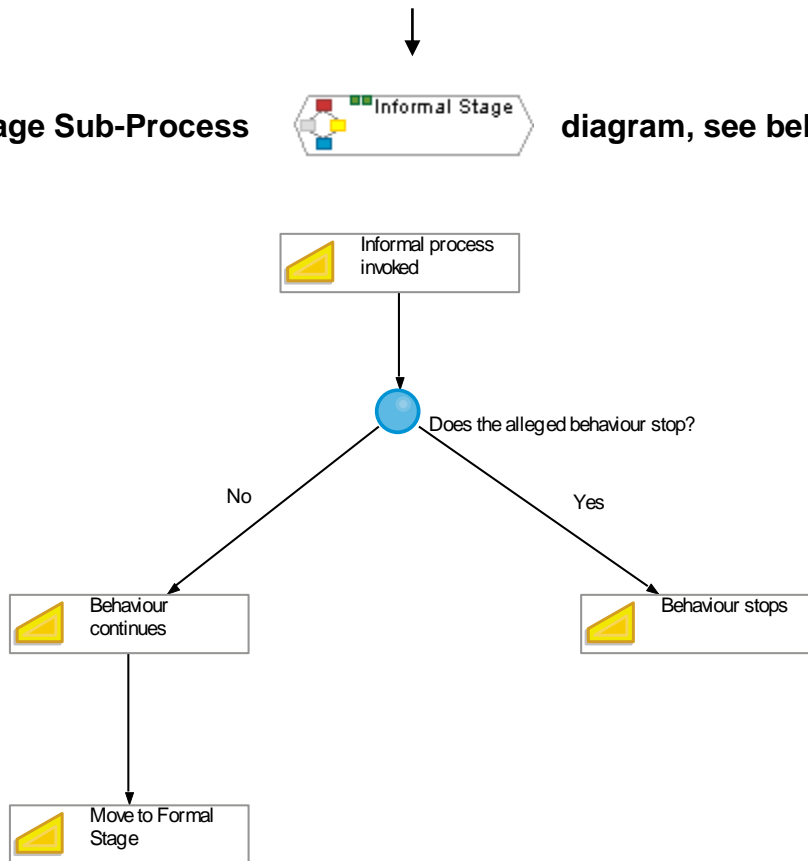 age Sub-Process Informal Stage diagram, see bel
Informal process
invoked
Does the alleged behaviour stop?
No
Yes
Behaviour
continues
Behaviour stops
Move to Formal
Stage